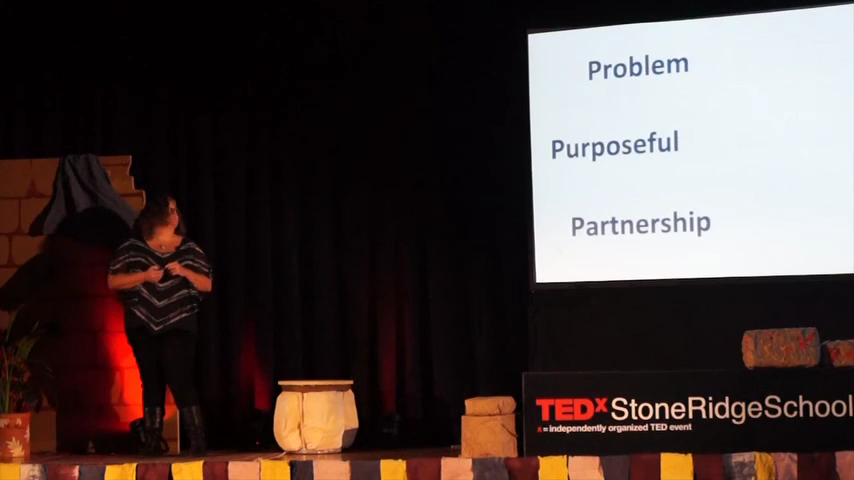 Problem
Purposeful
Partnership
TEDx StoneRidgeSchool
x = independently organized TED event